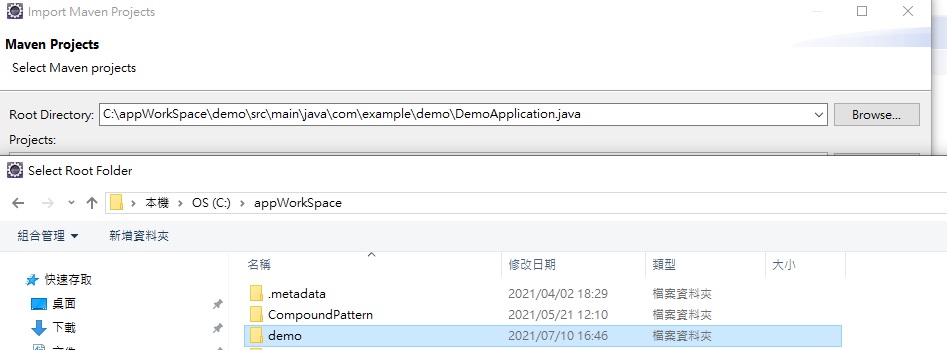 Import Maven Projects
Maven Projects
Select Maven projects
Root Directory: C:\appWorkSpace\demo\src\main\java\com\example\demo\DemoApplication.java Browse...
Projects:
Select Root Folder
本機 OS (C:) appWorkSpace
組合管理 新增資料夾
名稱 修改日期 類型 大小
快速存取
.metadata 2021/04/02 18:29 檔案資料夾
桌面
CompoundPattern 2021/05/21 12:10 檔案資料夾
下載
demo 2021/07/10 16:46 檔案資料夾